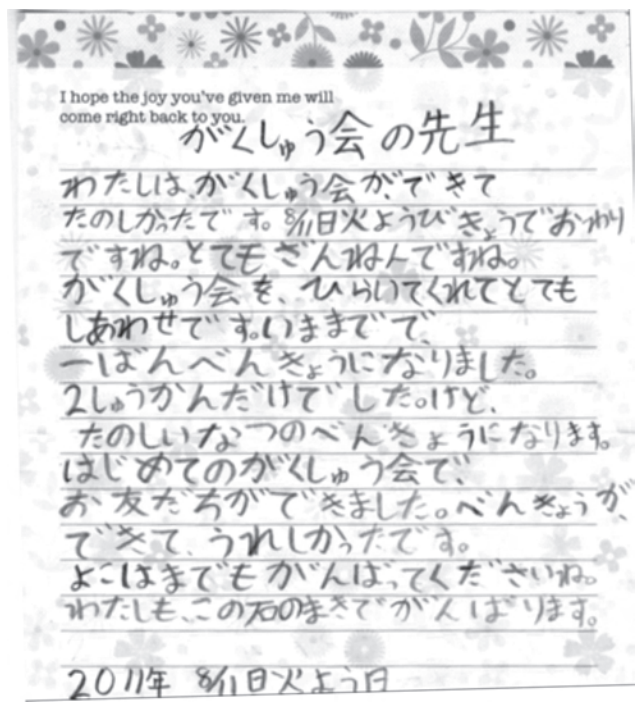 I hope the joy you've given me will
come right back to you.
がくしゅう会の先生
わたしは、がくしゅう会が、できて
たのしかったです。8/11日火ようびきょうでおわり
ですね。とてもざんねんですね。
がくしゅう会を、ひらいてくれてとても
しあわせです。いままでで、
一ばんべんきょうになりました。
2しゅうかんだけでした。けど、
たのしいなつのべんきょうになります。
はじめてのがくしゅう会で、
お友だちができました。べんきょうが、
できて、うれしかったです。
よこはまでもがんばってくださいね。
わたしも、この石のまきでがんばります。
2011年 8/11日火よう日